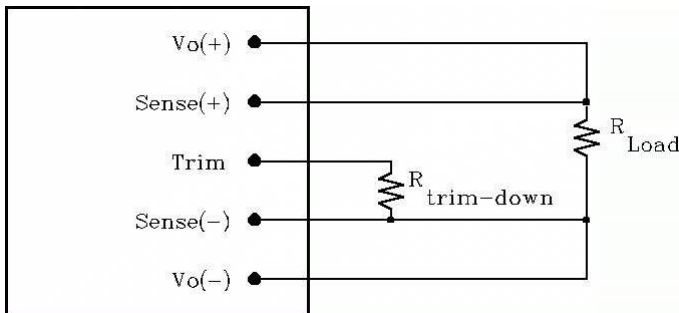 Vo(+)
Sense(+)
R
Load
Trim
R
trim-down
Sense(-)
Vo(-)